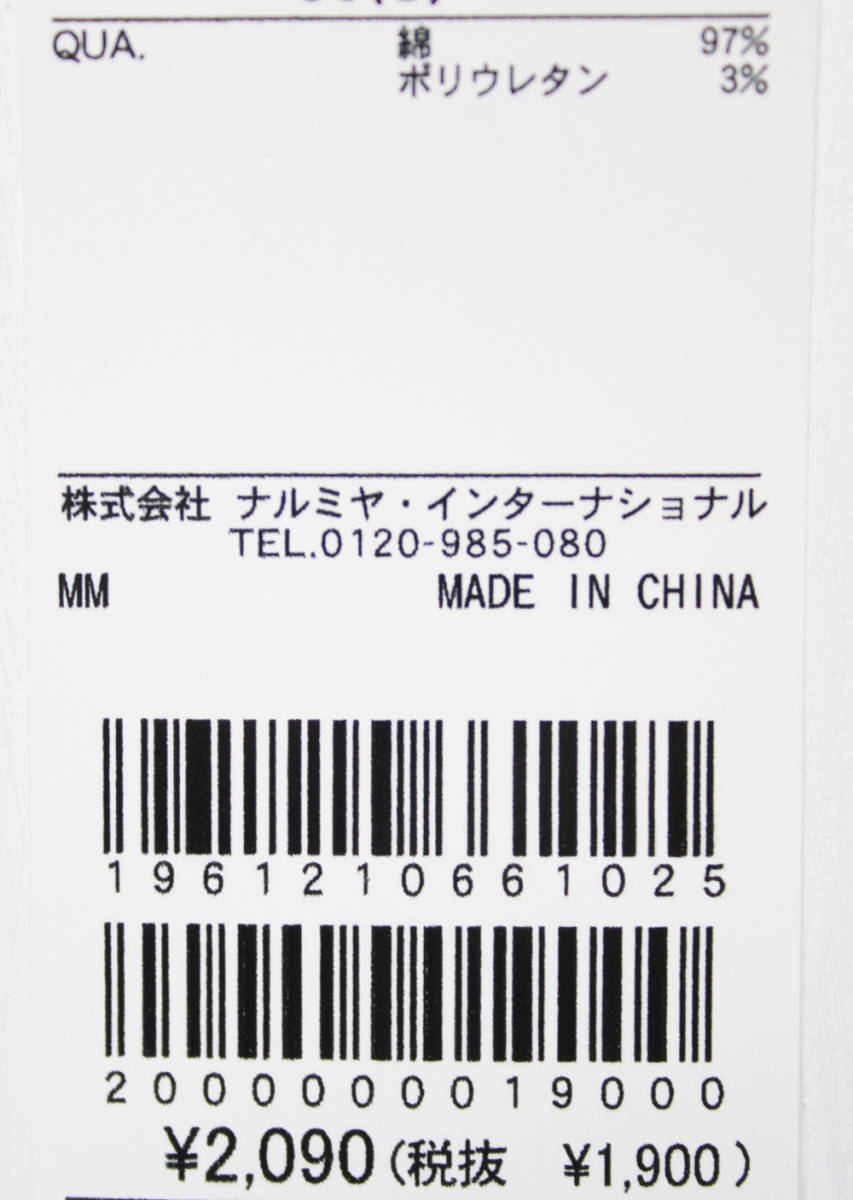 QUA. 綿 97%
ポリウレタン 3%
株式会社 ナルミヤ・インターナショナル
TEL.0120-985-080
MM MADE IN CHINA
1961210661025
2000000019000
¥2,090(税抜 ¥1,900)